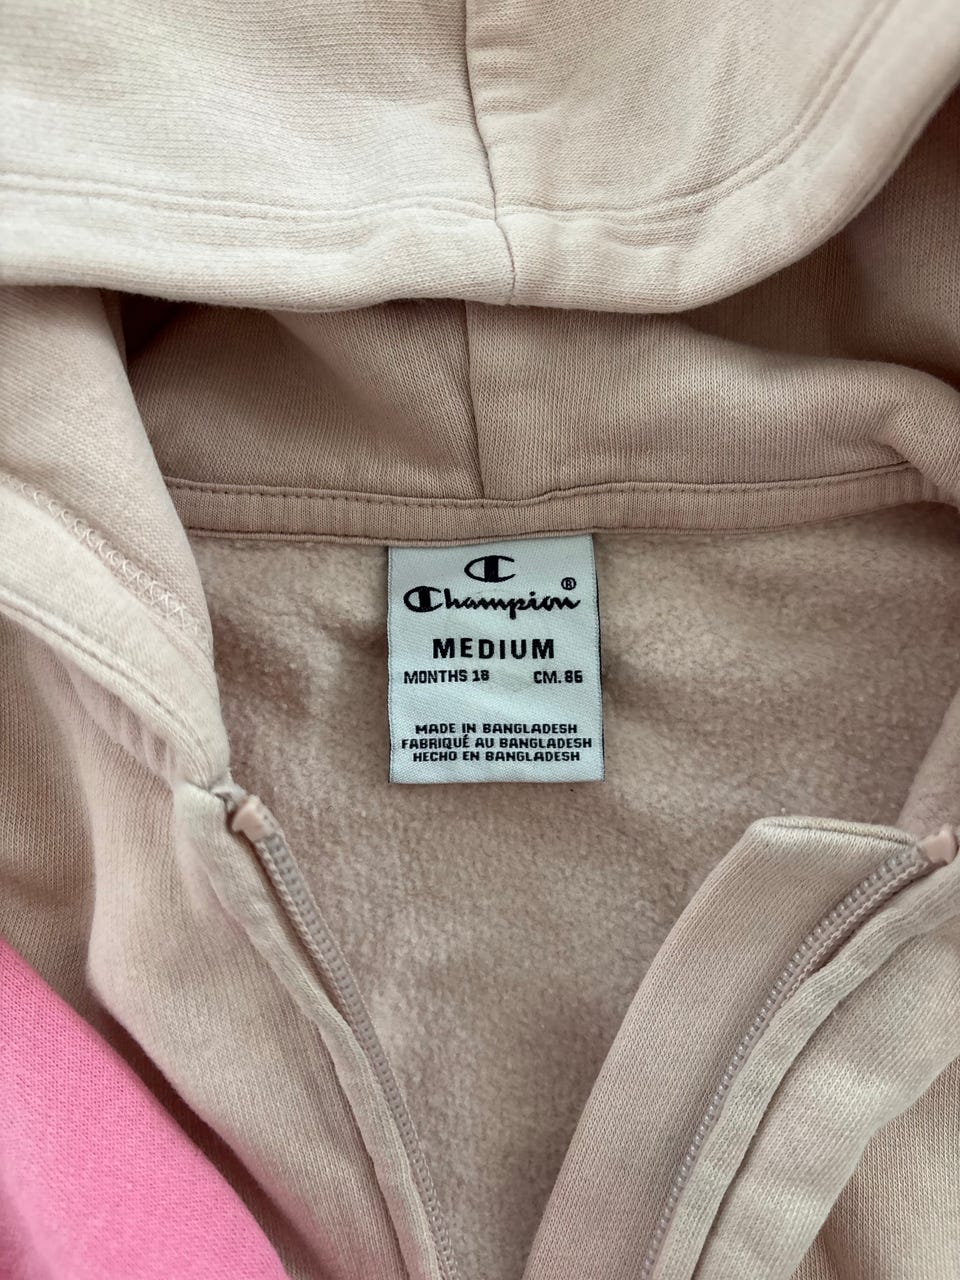 Champion®
MEDIUM
MONTHS 18 CM. 86
MADE IN BANGLADESH
FABRIQUÉ AU BANGLADESH
HECHO EN BANGLADESH